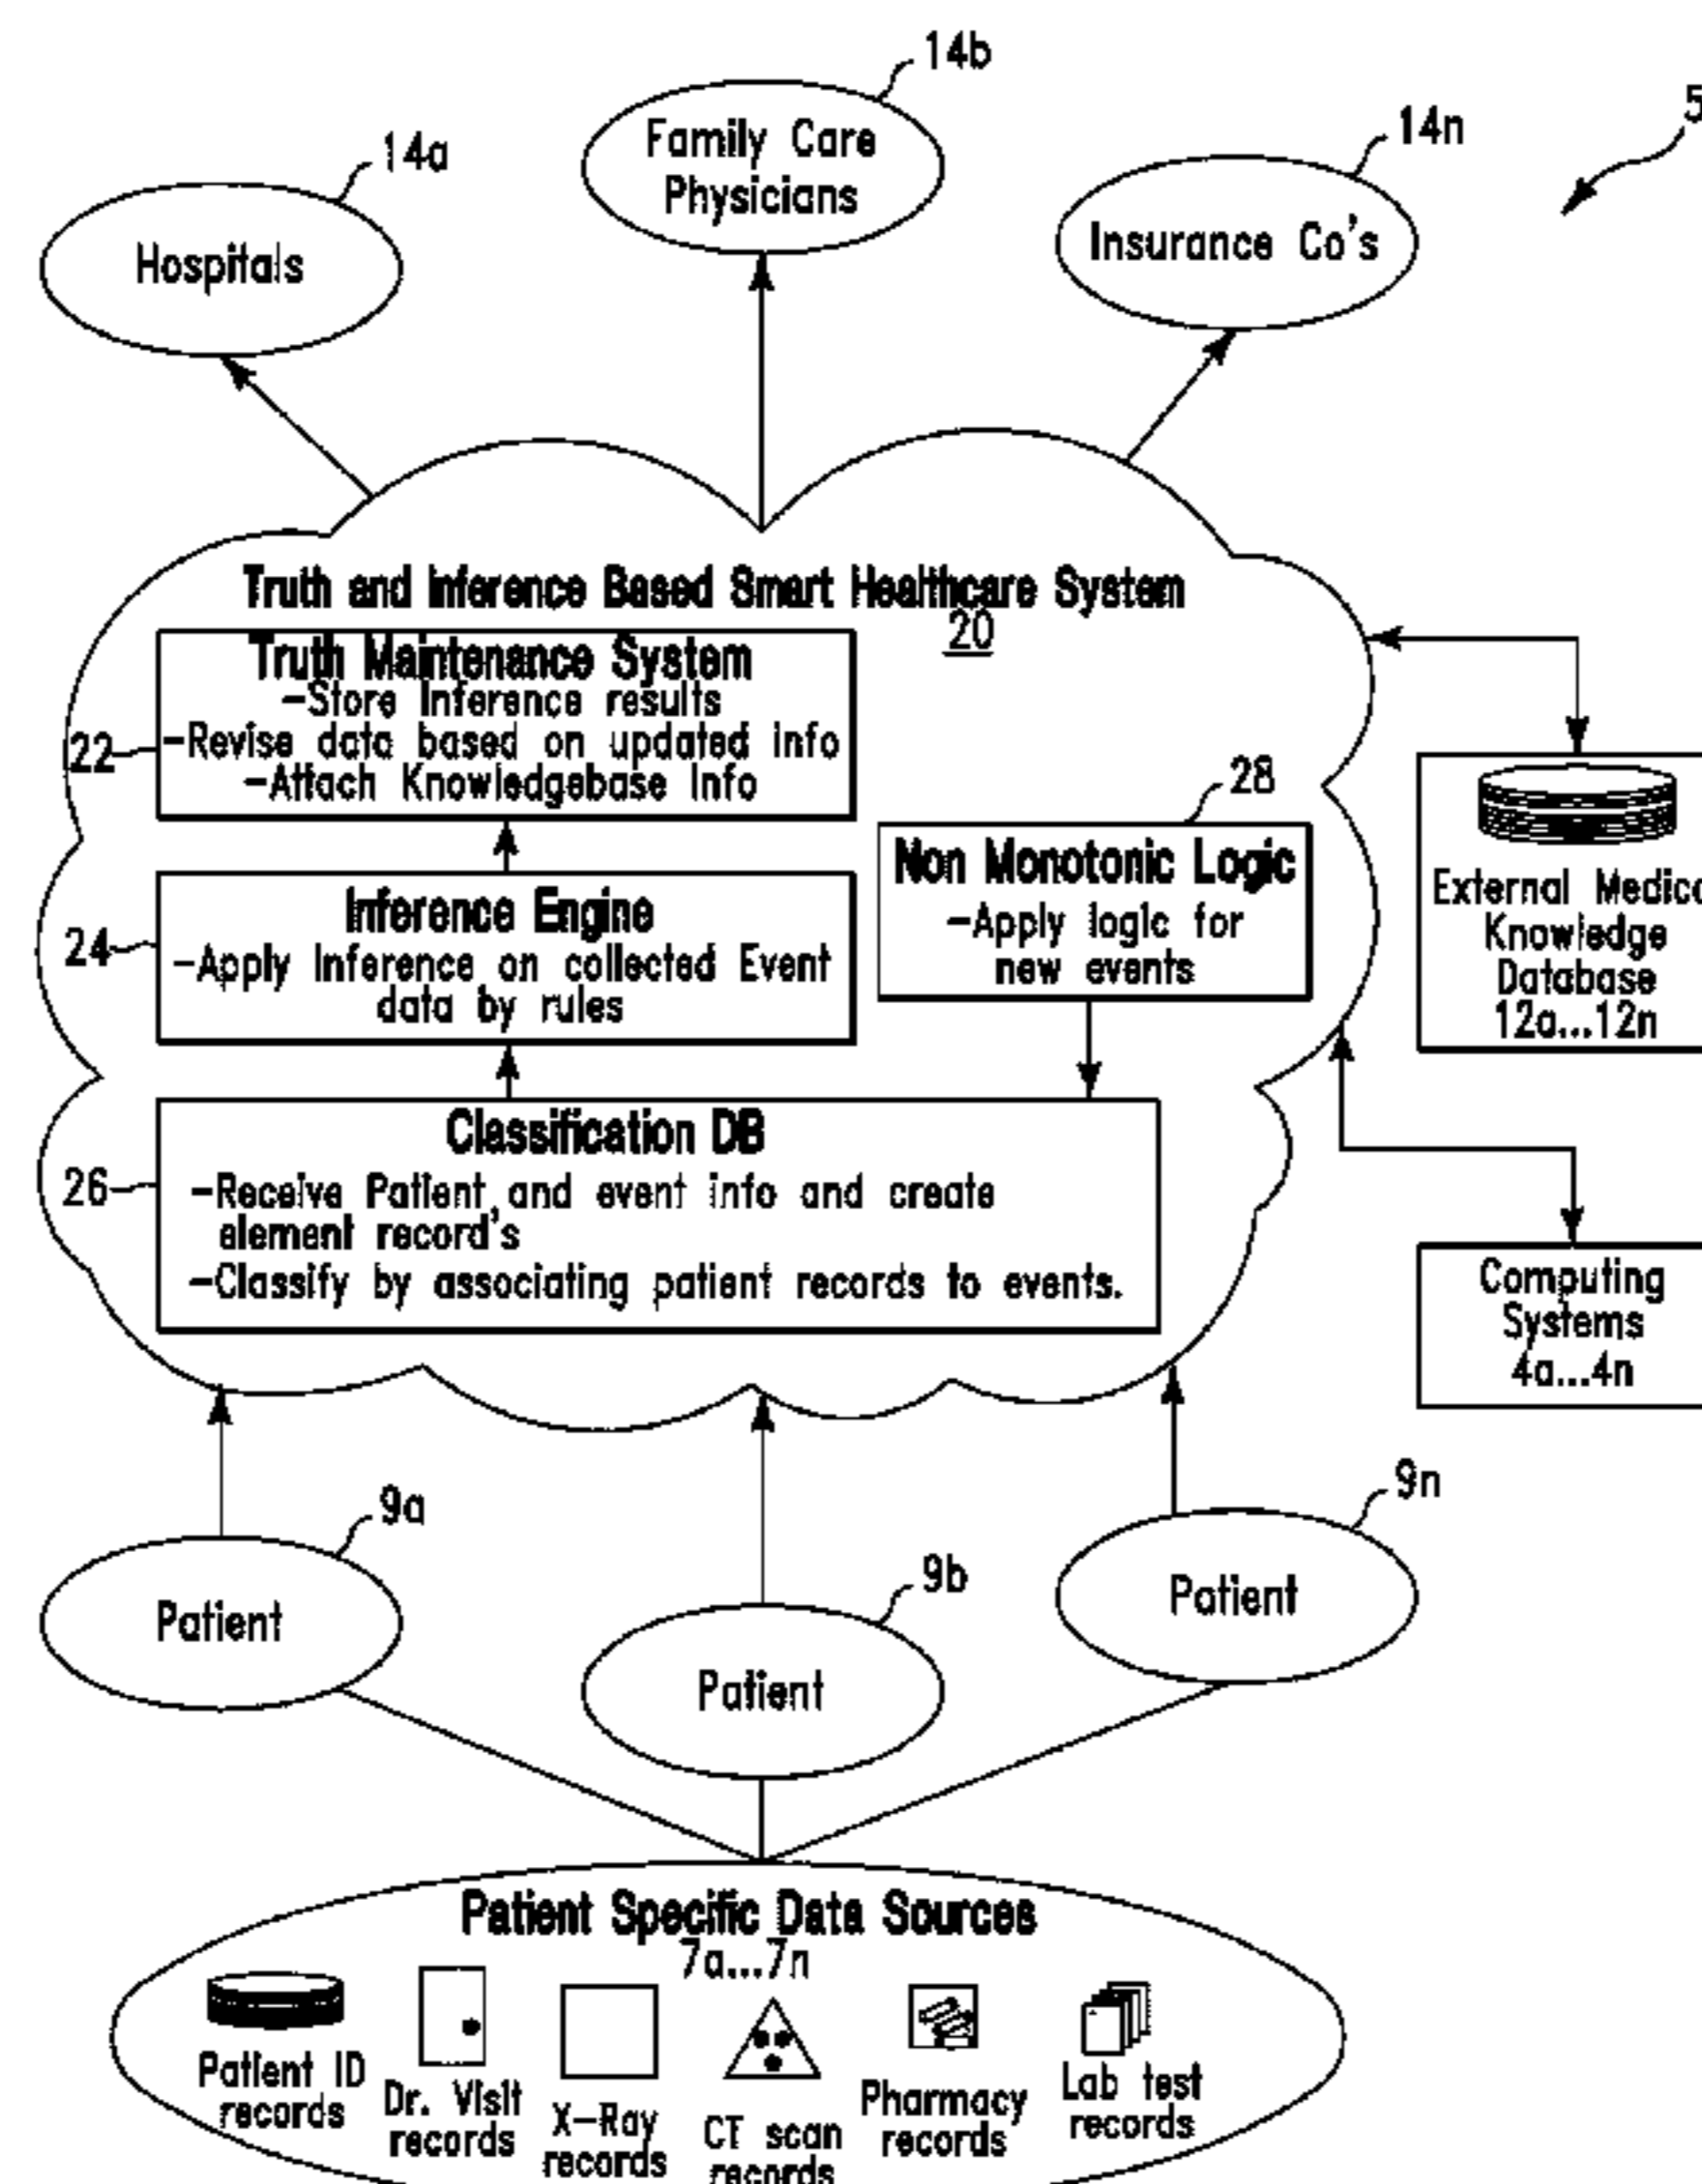 14b
5
Family Care
Physicians
14n
14a
Insurance Co's
Hospitals
Truth and Inference Based Smart Healthcare System
20
Truth Maintenance System
-Store Inference results
22
-Revise data based on updated info
-Attach Knowledgebase Info
28
Non Monotonic Logic
-Apply logic for
new events
Inference Engine
24
-Apply Inference on collected Event
data by rules
External Medica
Knowledge
Database
12a...12n
Classification DB
26
-Receive Patient, and event info and create
element record's
-Classify by associating patient records to events.
Computing
Systems
4a...4n
9a
Patient
9b
Patient
9n
Patient
Patient Specific Data Sources
7a...7n
Patient ID
records
Dr. Visit
records
X-Ray
records
CT scan
records
Pharmacy
records
Lab test
records